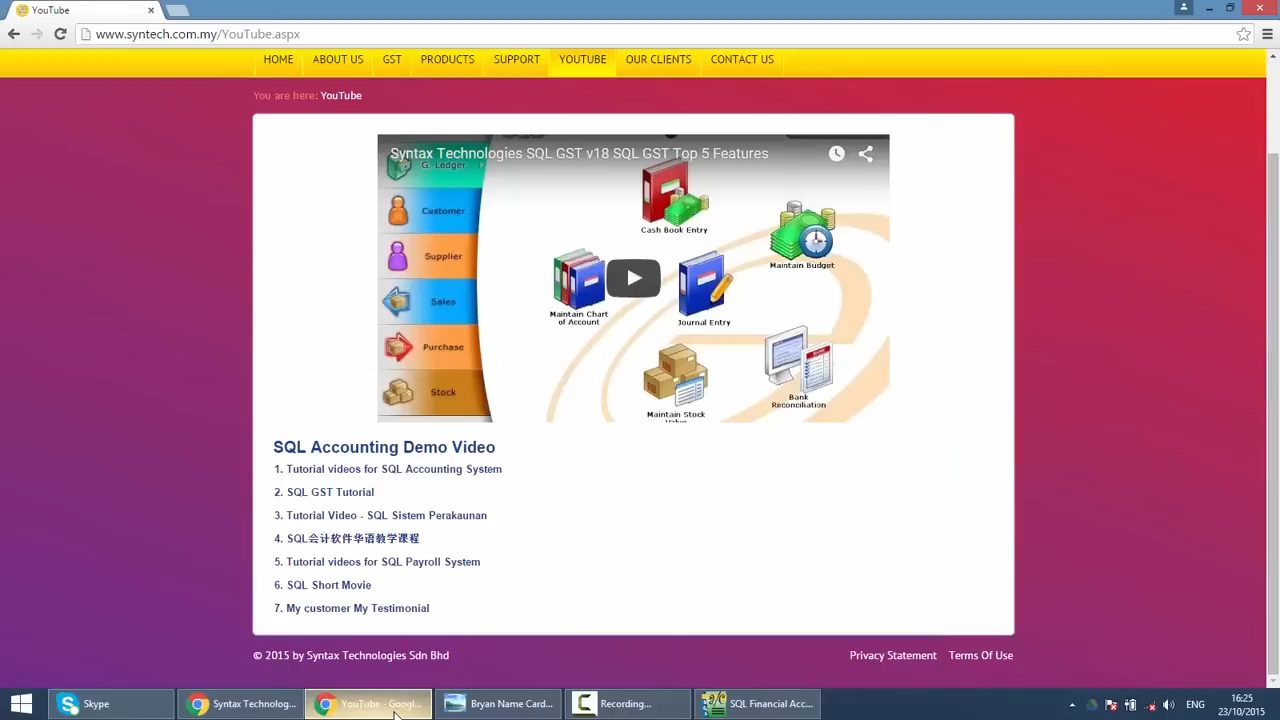 YouTube
www.syntech.com.my/YouTube.aspx
HOME ABOUT US GST PRODUCTS SUPPORT YOUTUBE OUR CLIENTS CONTACT US
You are here: YouTube
Syntax Technologies SQL GST v18 SQL GST Top 5 Features
G. Ledger
Customer
Supplier
Sales
Purchase
Stock
Cash Book Entry
Maintain Budget
Maintain Chart
of Account
Journal Entry
Maintain Stock
Value
Bank
Reconciliation
SQL Accounting Demo Video
1. Tutorial videos for SQL Accounting System
2. SQL GST Tutorial
3. Tutorial Video - SQL Sistem Perakaunan
4. SQL会计软件华语教学课程
5. Tutorial videos for SQL Payroll System
6. SQL Short Movie
7. My customer My Testimonial
© 2015 by Syntax Technologies Sdn Bhd
Privacy Statement Terms Of Use
Skype
Syntax Technolog...
YouTube - Googl...
Bryan Name Card...
Recording...
SQL Financial Acc...
ENG
16:25
23/10/2015